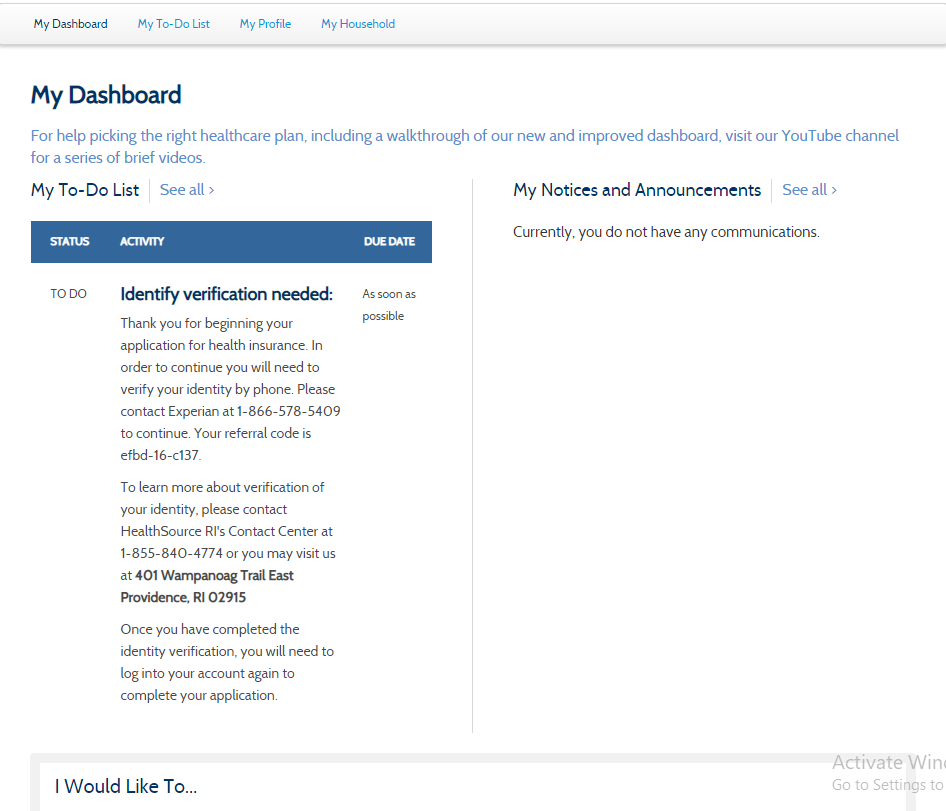 My Dashboard My To-Do List My Profile My Household
My Dashboard
For help picking the right healthcare plan, including a walkthrough of our new and improved dashboard, visit our YouTube channel
for a series of brief videos.
My To-Do List See all >
STATUS ACTIVITY DUE DATE
TO DO
Identify verification needed:
Thank you for beginning your
application for health insurance. In
order to continue you will need to
verify your identity by phone. Please
contact Experian at 1-866-578-5409
to continue. Your referral code is
efbd-16-c137.
To learn more about verification of
your identity, please contact
HealthSource RI's Contact Center at
1-855-840-4774 or you may visit us
at 401 Wampanoag Trail East
Providence, RI 02915
Once you have completed the
identity verification, you will need to
log into your account again to
complete your application.
As soon as
possible
My Notices and Announcements See all >
Currently, you do not have any communications.
I Would Like To...
Activate Win
Go to Settings to